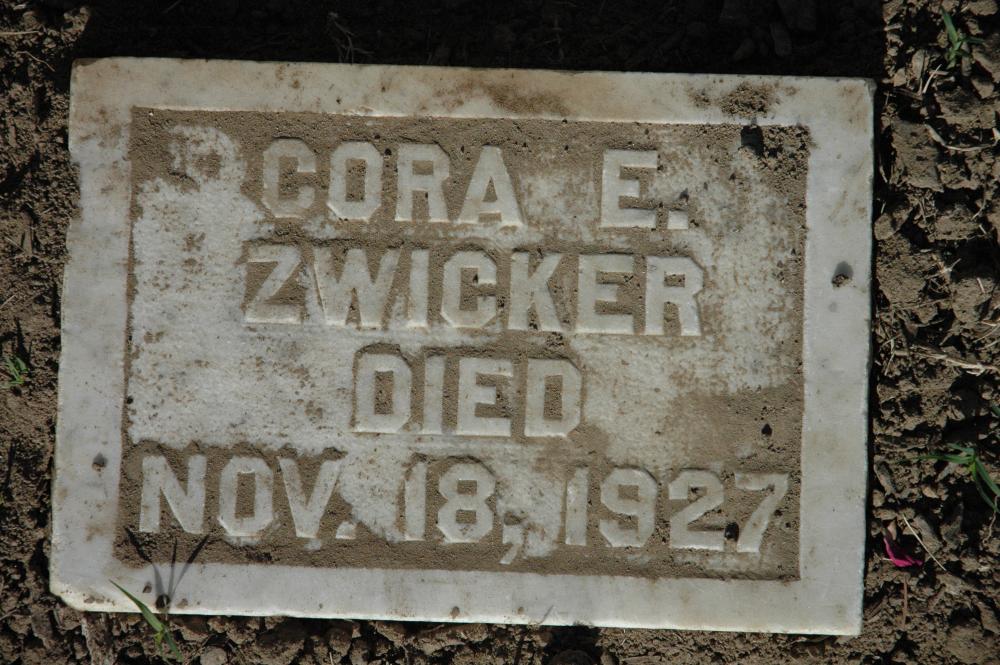 CORA E.
ZWICKER
DIED
NOV. 18, 1927